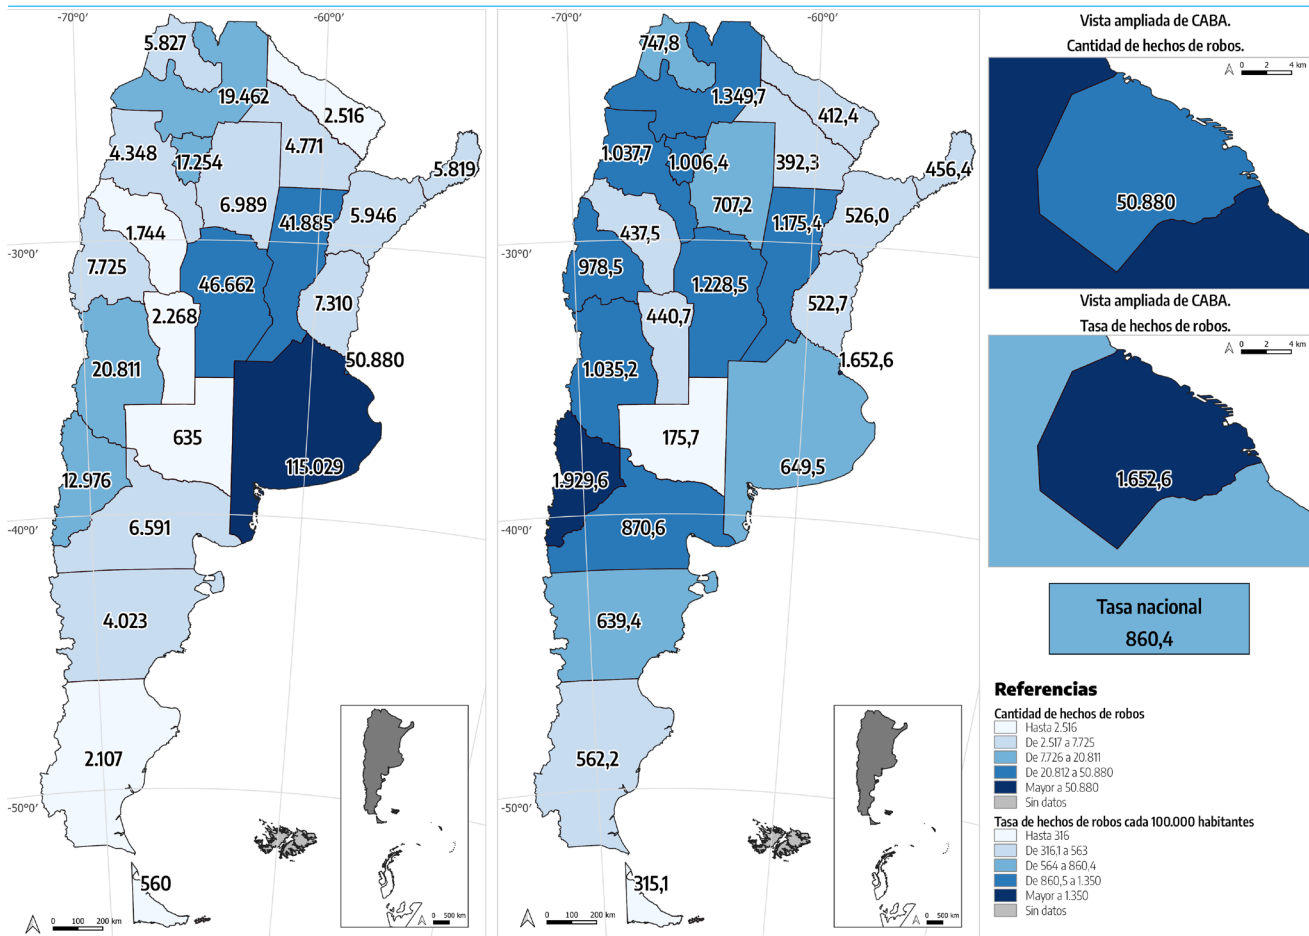 -70°0'
-60°0'
5.827
19.462
2.516
4.348
17.254
4.771
5.819
6.989
41.885
5.946
1.744
-30°0'
7.725
46.662
7.310
2.268
50.880
20.811
635
115.029
12.976
6.591
-40°0'
4.023
2.107
-50°0'
560
0 100 200 km
0 500 km
-70°0'
-60°0'
747,8
1.349,7
412,4
1.037,7
1.006,4
392,3
456,4
707,2
1.175,4
526,0
437,5
-30°0'
978,5
1.228,5
522,7
440,7
1.652,6
1.035,2
175,7
649,5
1.929,6
870,6
-40°0'
639,4
562,2
-50°0'
315,1
0 100 200 km
0 500 km
Vista ampliada de CABA.
Cantidad de hechos de robos.
0 2 4 km
50.880
Vista ampliada de CABA.
Tasa de hechos de robos.
0 2 4 km
1.652,6
Tasa nacional
860,4
Referencias
Cantidad de hechos de robos
Hasta 2.516
De 2.517 a 7.725
De 7.726 a 20.811
De 20.812 a 50.880
Mayor a 50.880
Sin datos
Tasa de hechos de robos cada 100.000 habitantes
Hasta 316
De 316,1 a 563
De 564 a 860,4
De 860,5 a 1.350
Mayor a 1.350
Sin datos